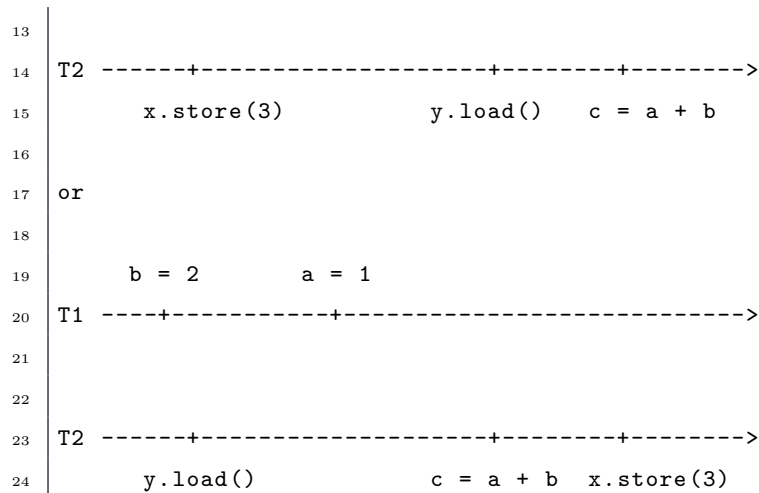 13
14 T2 ------+--------------------+--------+-------->
15 x.store(3) y.load() c = a + b
16
17 or
18
19 b = 2 a = 1
20 T1 ----+-----------+---------------------------->
21
22
23 T2 ------+--------------------+--------+-------->
24 y.load() c = a + b x.store(3)